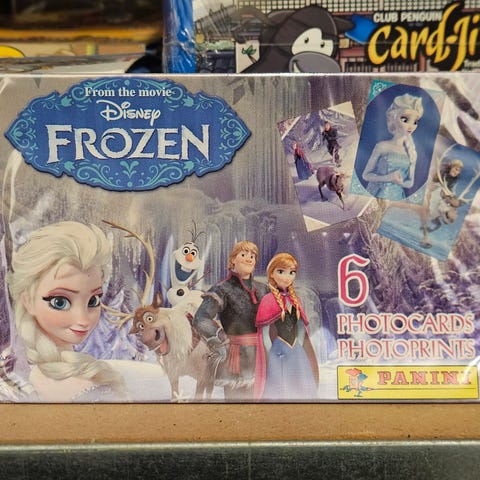 CLUB PENGUIN
Card-Ji
From the movie
Disney
FROZEN
6
PHOTOCARDS
PHOTOPRINTS
PANINI